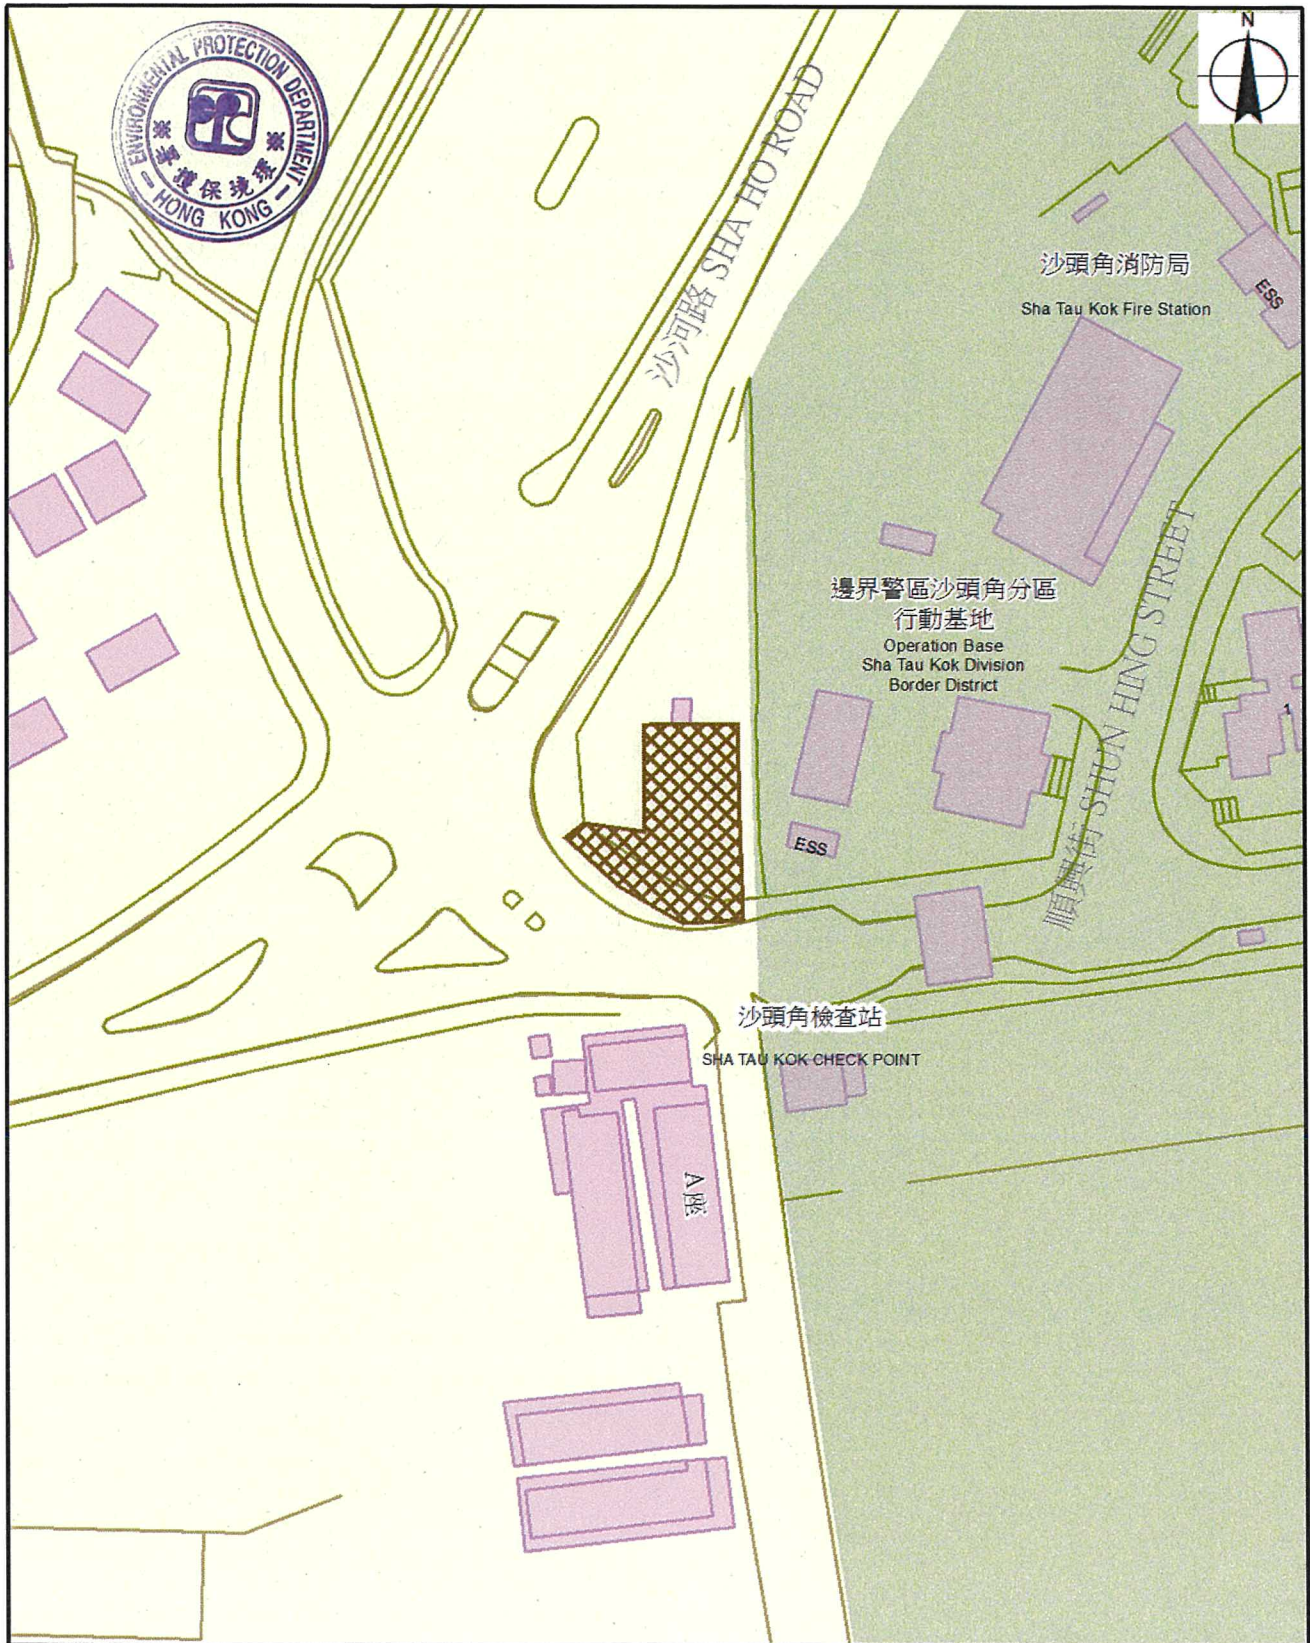 N
ENVIRONMENTAL PROTECTION DEPARTMENT
HONG KONG
署護保境環
沙河路 SHA HO ROAD
沙頭角消防局
Sha Tau Kok Fire Station
ESS
邊界警區沙頭角分區
行動基地
Operation Base
Sha Tau Kok Division
Border District
順興街 SHUN HING STREET
1
ESS
沙頭角檢查站
SHA TAU KOK CHECK POINT
A座